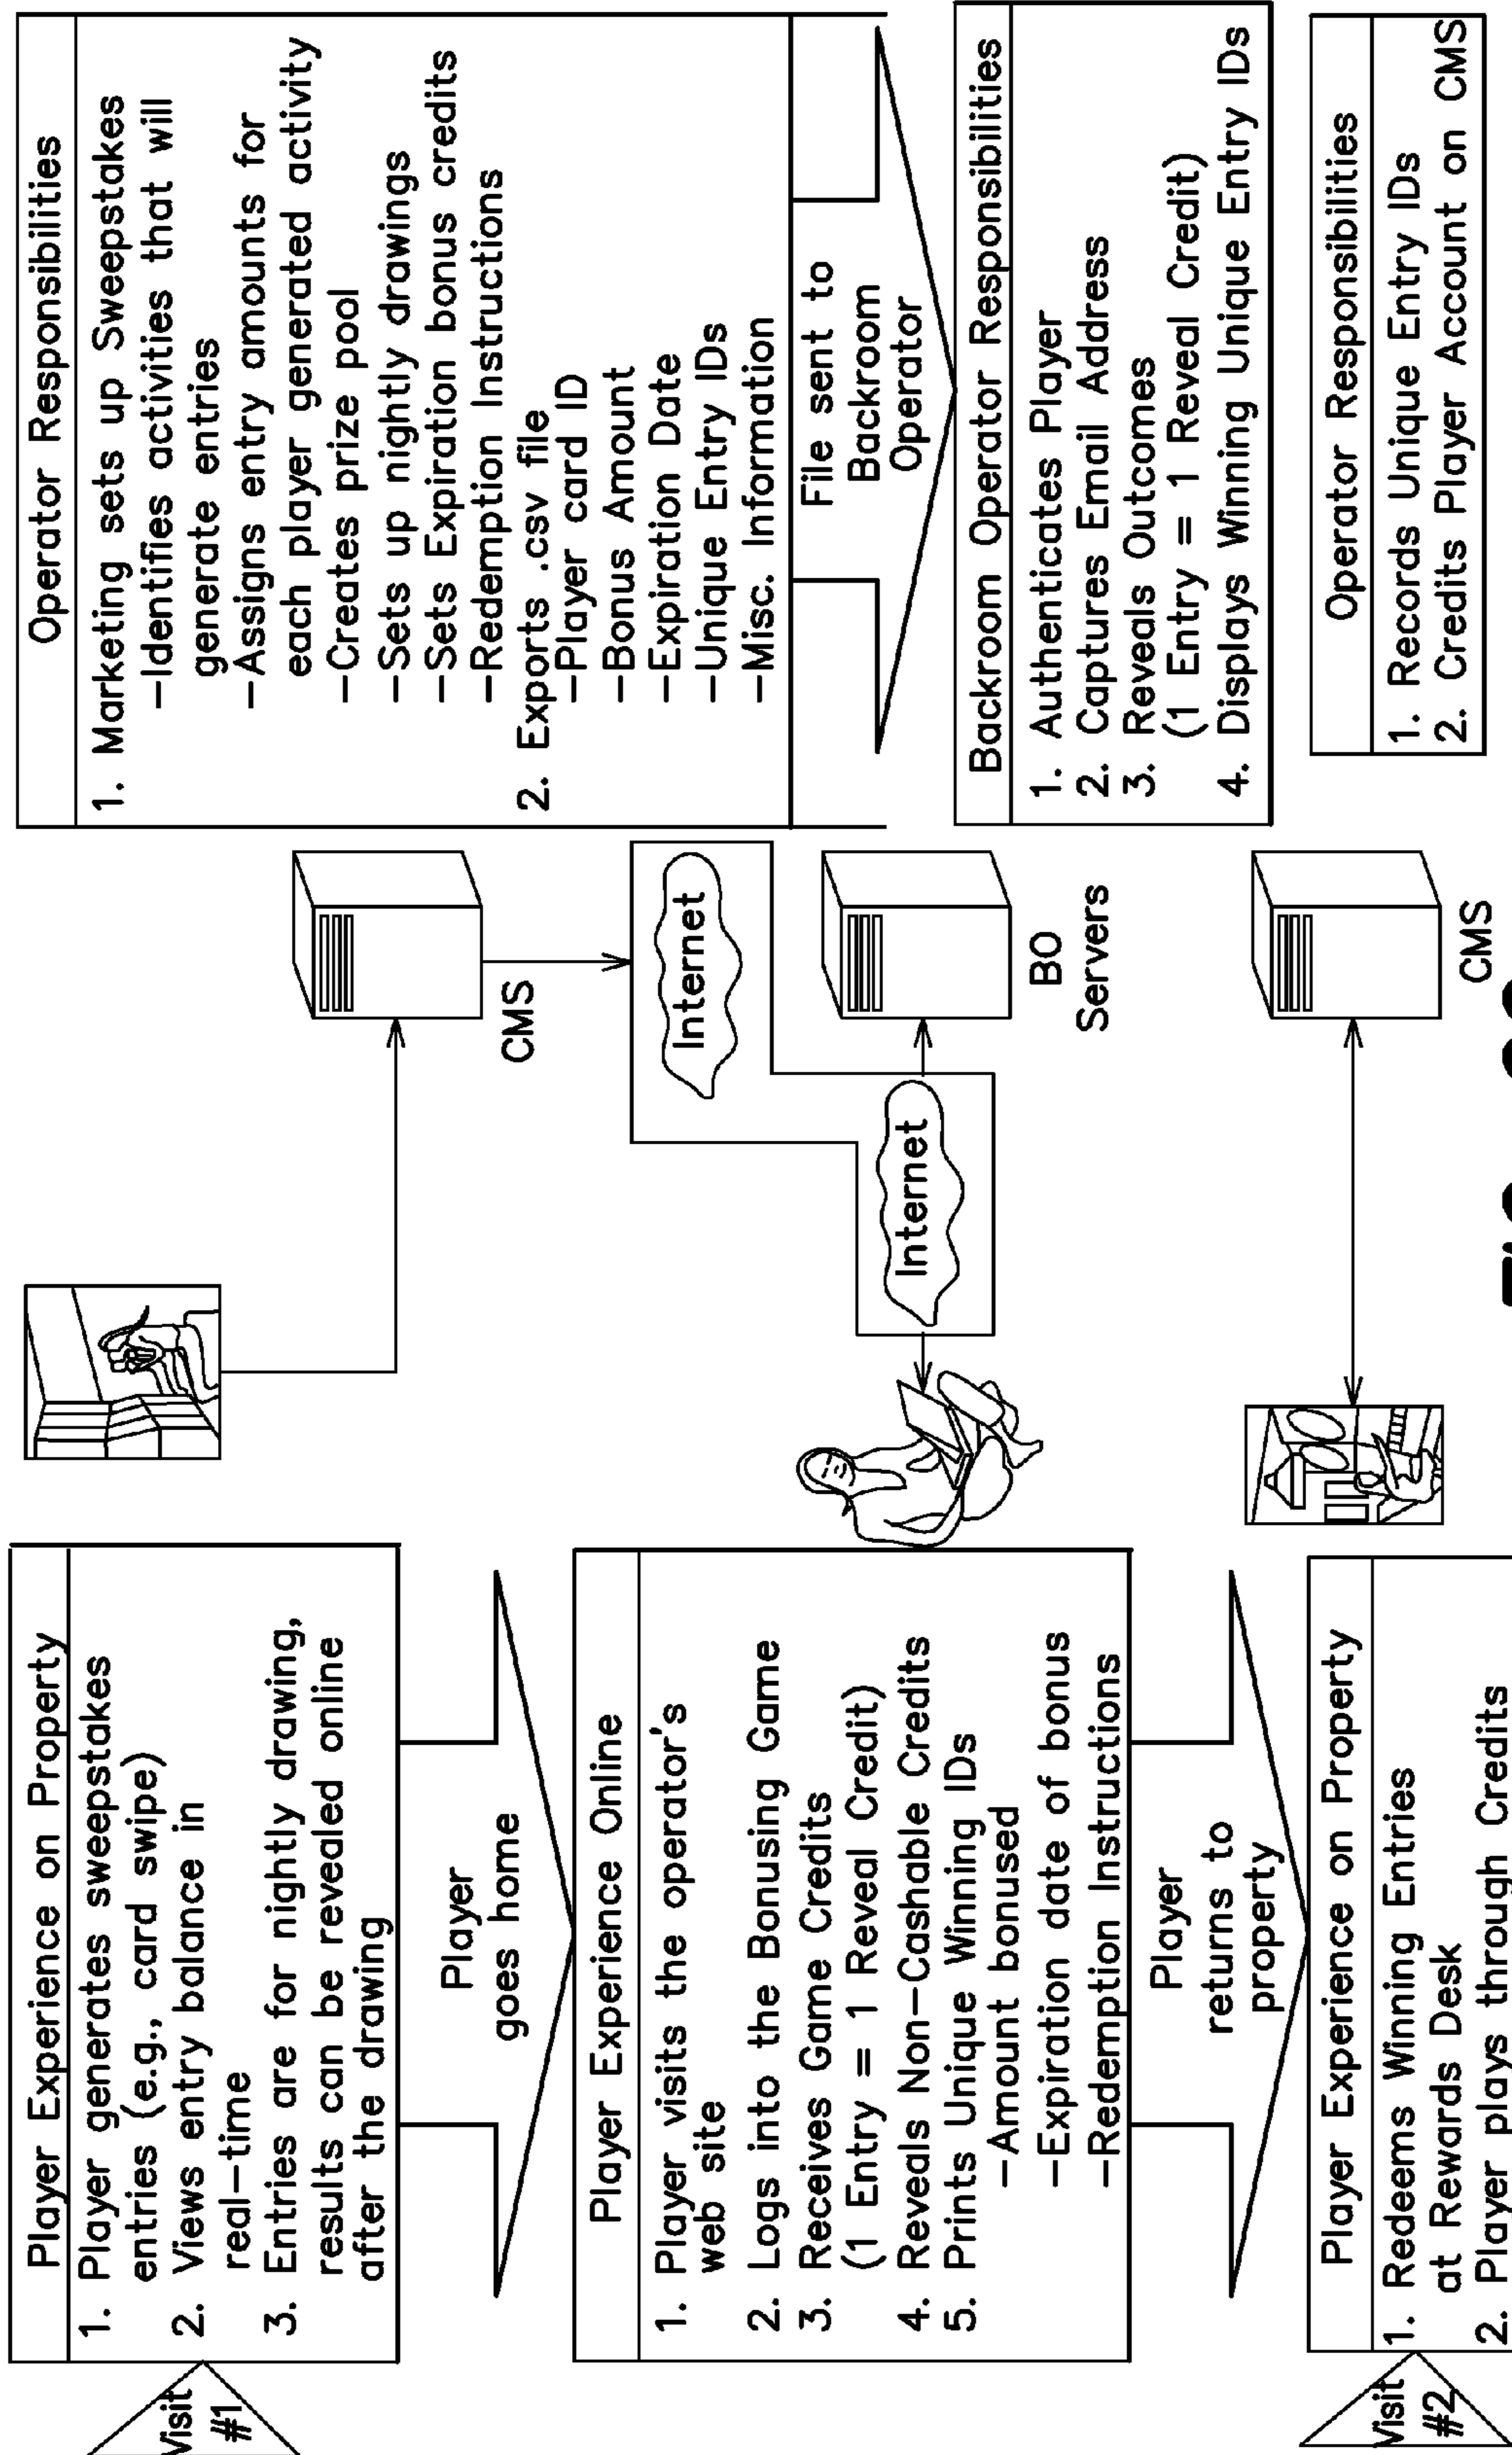 Visit
#1
Player Experience on Property
1. Player generates sweepstakes
entries (e.g., card swipe)
2. Views entry balance in
real-time
3. Entries are for nightly drawing,
results can be revealed online
after the drawing
Player
goes home
Player Experience Online
1. Player visits the operator's
web site
2. Logs into the Bonusing Game
3. Receives Game Credits
(1 Entry = 1 Reveal Credit)
4. Reveals Non-Cashable Credits
5. Prints Unique Winning IDs
-Amount bonused
-Expiration date of bonus
-Redemption Instructions
Player
returns to
property
Visit
#2
Player Experience on Property
1. Redeems Winning Entries
at Rewards Desk
2. Player plays through Credits
CMS
Internet
Internet
BO
Servers
CMS
Operator Responsibilities
1. Marketing sets up Sweepstakes
-Identifies activities that will
generate entries
-Assigns entry amounts for
each player generated activity
-Creates prize pool
-Sets up nightly drawings
-Sets Expiration bonus credits
-Redemption Instructions
2. Exports .csv file
-Player card ID
-Bonus Amount
-Expiration Date
-Unique Entry IDs
-Misc. Information
File sent to
Backroom
Operator
Backroom Operator Responsibilities
1. Authenticates Player
2. Captures Email Address
3. Reveals Outcomes
(1 Entry = 1 Reveal Credit)
4. Displays Winning Unique Entry IDs
Operator Responsibilities
1. Records Unique Entry IDs
2. Credits Player Account on CMS